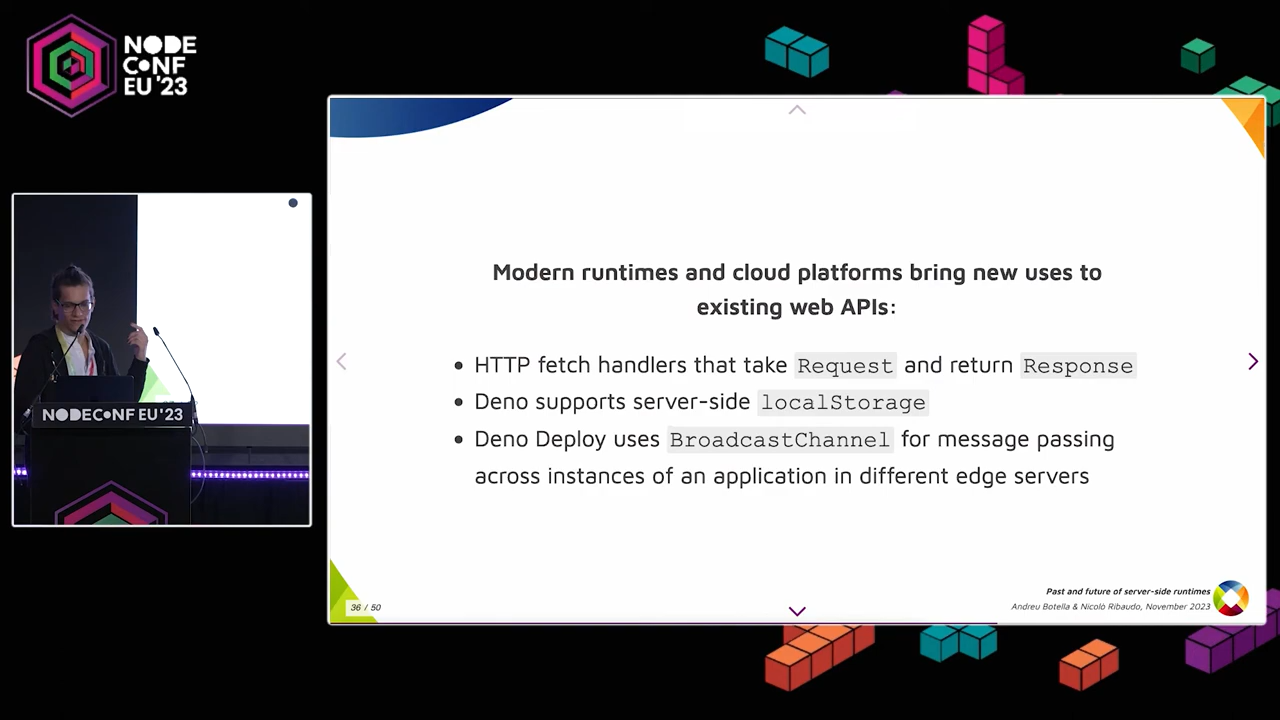 NODE
CONF
EU '23
Modern runtimes and cloud platforms bring new uses to
existing web APIs:
HTTP fetch handlers that take Request and return Response
Deno supports server-side localStorage
Deno Deploy uses BroadcastChannel for message passing
across instances of an application in different edge servers
NODECONF EU'23
36 / 50
Past and future of server-side runtimes
Andreu Botella & Nicolò Ribaudo, November 2023